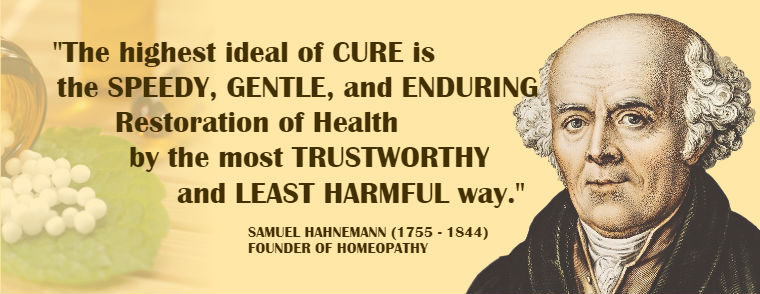 "The highest ideal of CURE is
the SPEEDY, GENTLE, and ENDURING
Restoration of Health
by the most TRUSTWORTHY
and LEAST HARMFUL way."
SAMUEL HAHNEMANN (1755 - 1844)
FOUNDER OF HOMEOPATHY